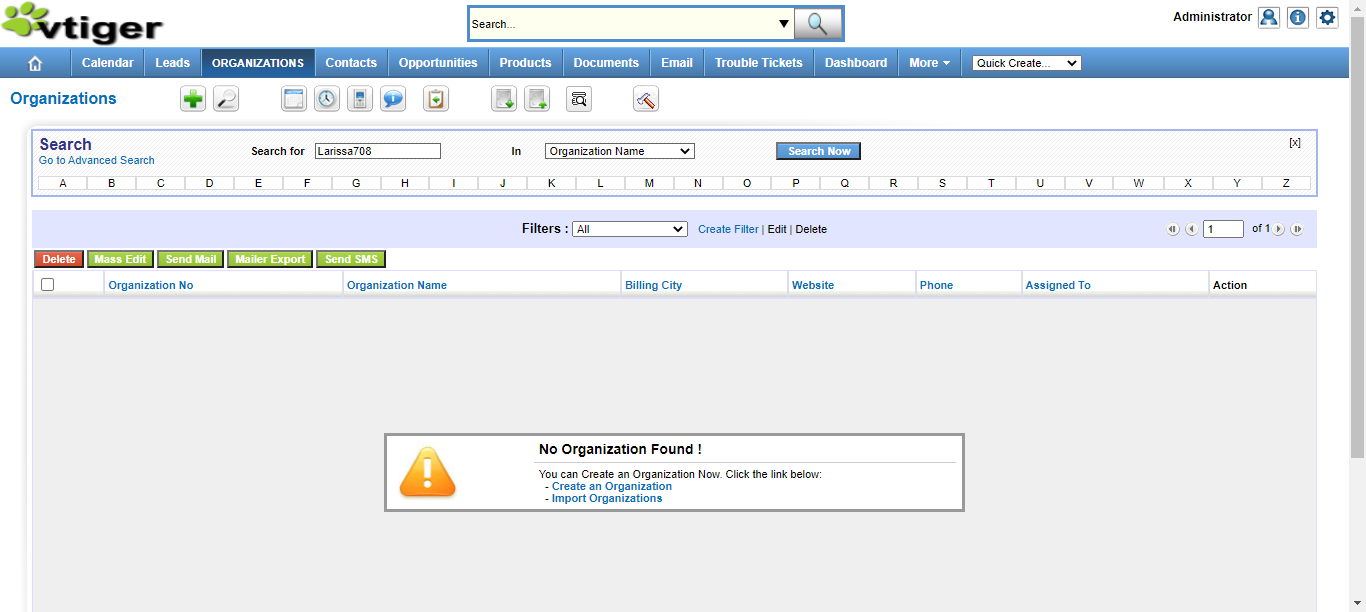 vtiger
Search...
Administrator
Calendar Leads ORGANIZATIONS Contacts Opportunities Products Documents Email Trouble Tickets Dashboard More Quick Create...
Organizations
Search
Go to Advanced Search
Search for Larissa708 In Organization Name Search Now [x]
A B C D E F G H I J K L M N O P Q R S T U V W X Y Z
Filters : All Create Filter | Edit | Delete 1 of 1
Delete Mass Edit Send Mail Mailer Export Send SMS
Organization No Organization Name Billing City Website Phone Assigned To Action
No Organization Found !
You can Create an Organization Now. Click the link below:
- Create an Organization
- Import Organizations